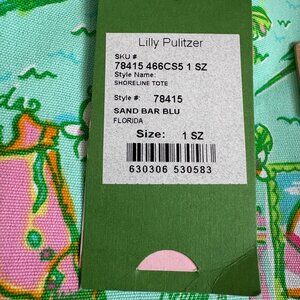 Lilly Pulitzer
SKU #
78415 466CS5 1 SZ
Style Name:
SHORELINE TOTE
Style #: 78415
SAND BAR BLU
FLORIDA
Size: 1 SZ
630306 530583